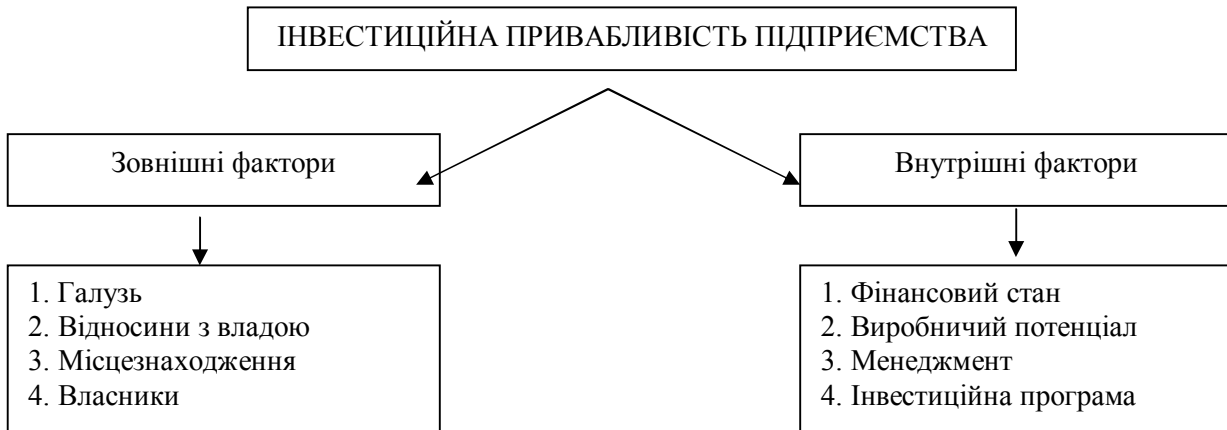 ІНВЕСТИЦІЙНА ПРИВАБЛИВІСТЬ ПІДПРИЄМСТВА
Зовнішні фактори
Внутрішні фактори
1. Галузь
2. Відносини з владою
3. Місцезнаходження
4. Власники
1. Фінансовий стан
2. Виробничий потенціал
3. Менеджмент
4. Інвестиційна програма